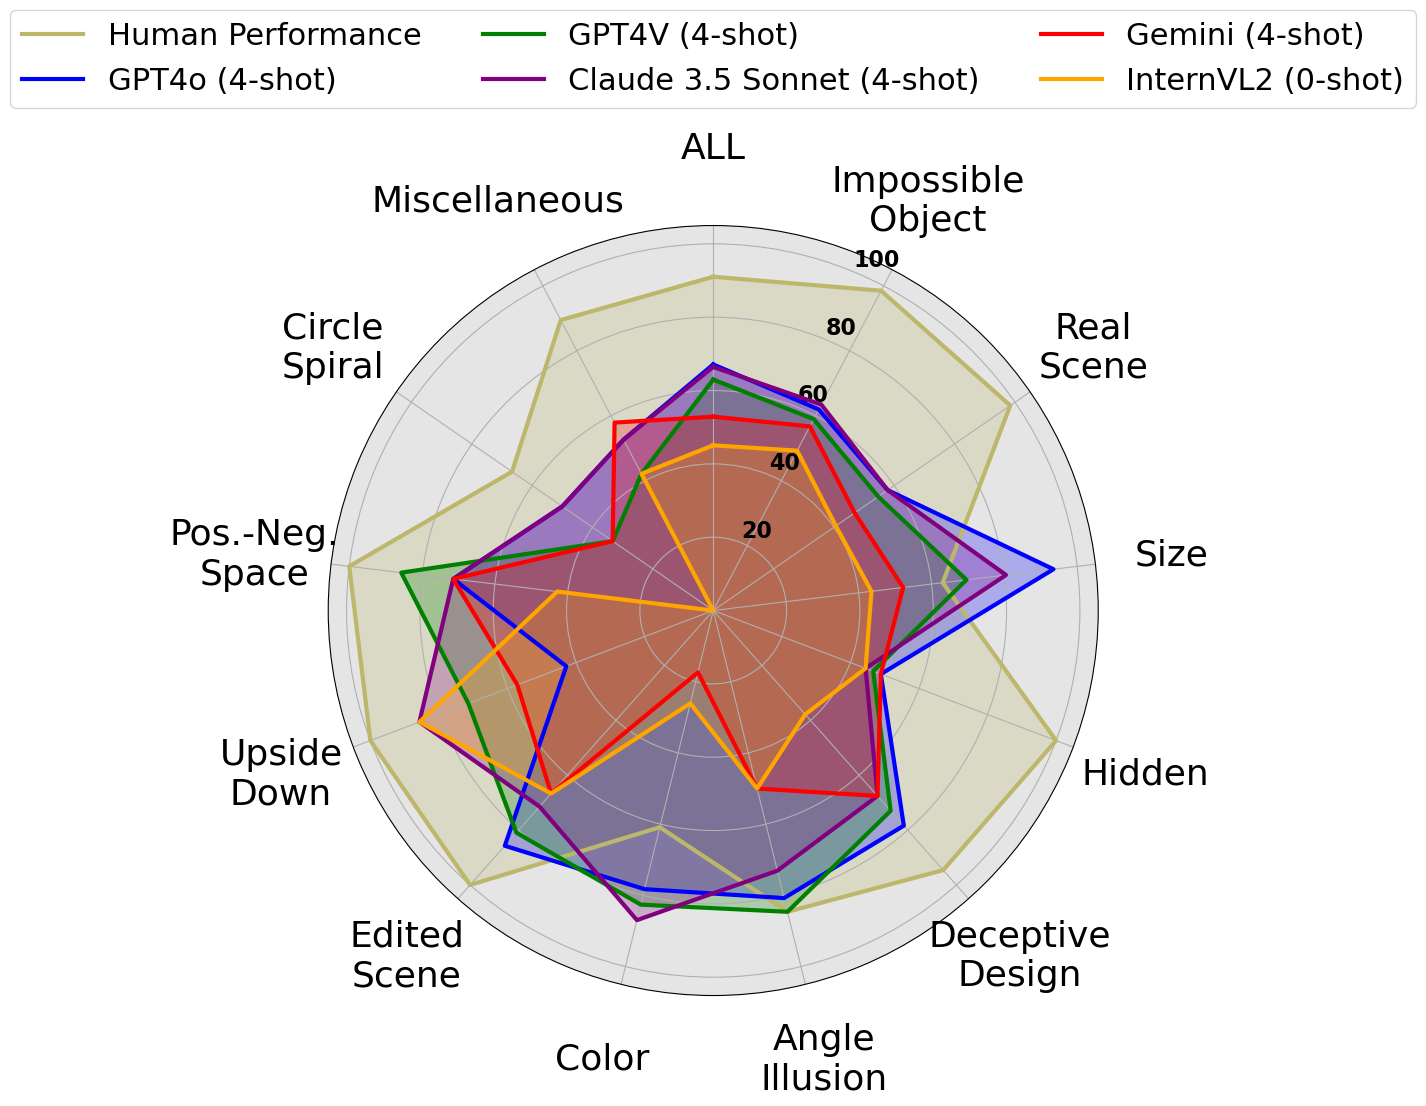 Human Performance
GPT4o (4-shot)
GPT4V (4-shot)
Claude 3.5 Sonnet (4-shot)
Gemini (4-shot)
InternVL2 (0-shot)
ALL
Impossible
Object
Real
Scene
Size
Hidden
Deceptive
Design
Angle
Illusion
Color
Edited
Scene
Upside
Down
Pos.-Neg.
Space
Circle
Spiral
Miscellaneous
100
80
60
40
20